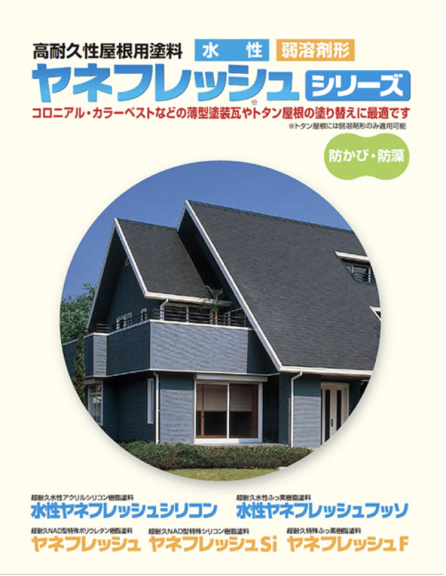 高耐久性屋根用塗料 水性 弱溶剤形
ヤネフレッシュシリーズ
※
コロニアル・カラーベストなどの薄型塗装瓦やトタン屋根の塗り替えに最適です
※トタン屋根には弱溶剤形のみ適用可能
防かび・防藻
超耐久水性アクリルシリコン樹脂塗料 超耐久水性ふっ素樹脂塗料
水性ヤネフレッシュシリコン 水性ヤネフレッシュフッソ
超耐久NAD型特殊ポリウレタン樹脂塗料 超耐久NAD型特殊シリコン樹脂塗料 超耐久特殊ふっ素樹脂塗料
ヤネフレッシュ ヤネフレッシュSi ヤネフレッシュF